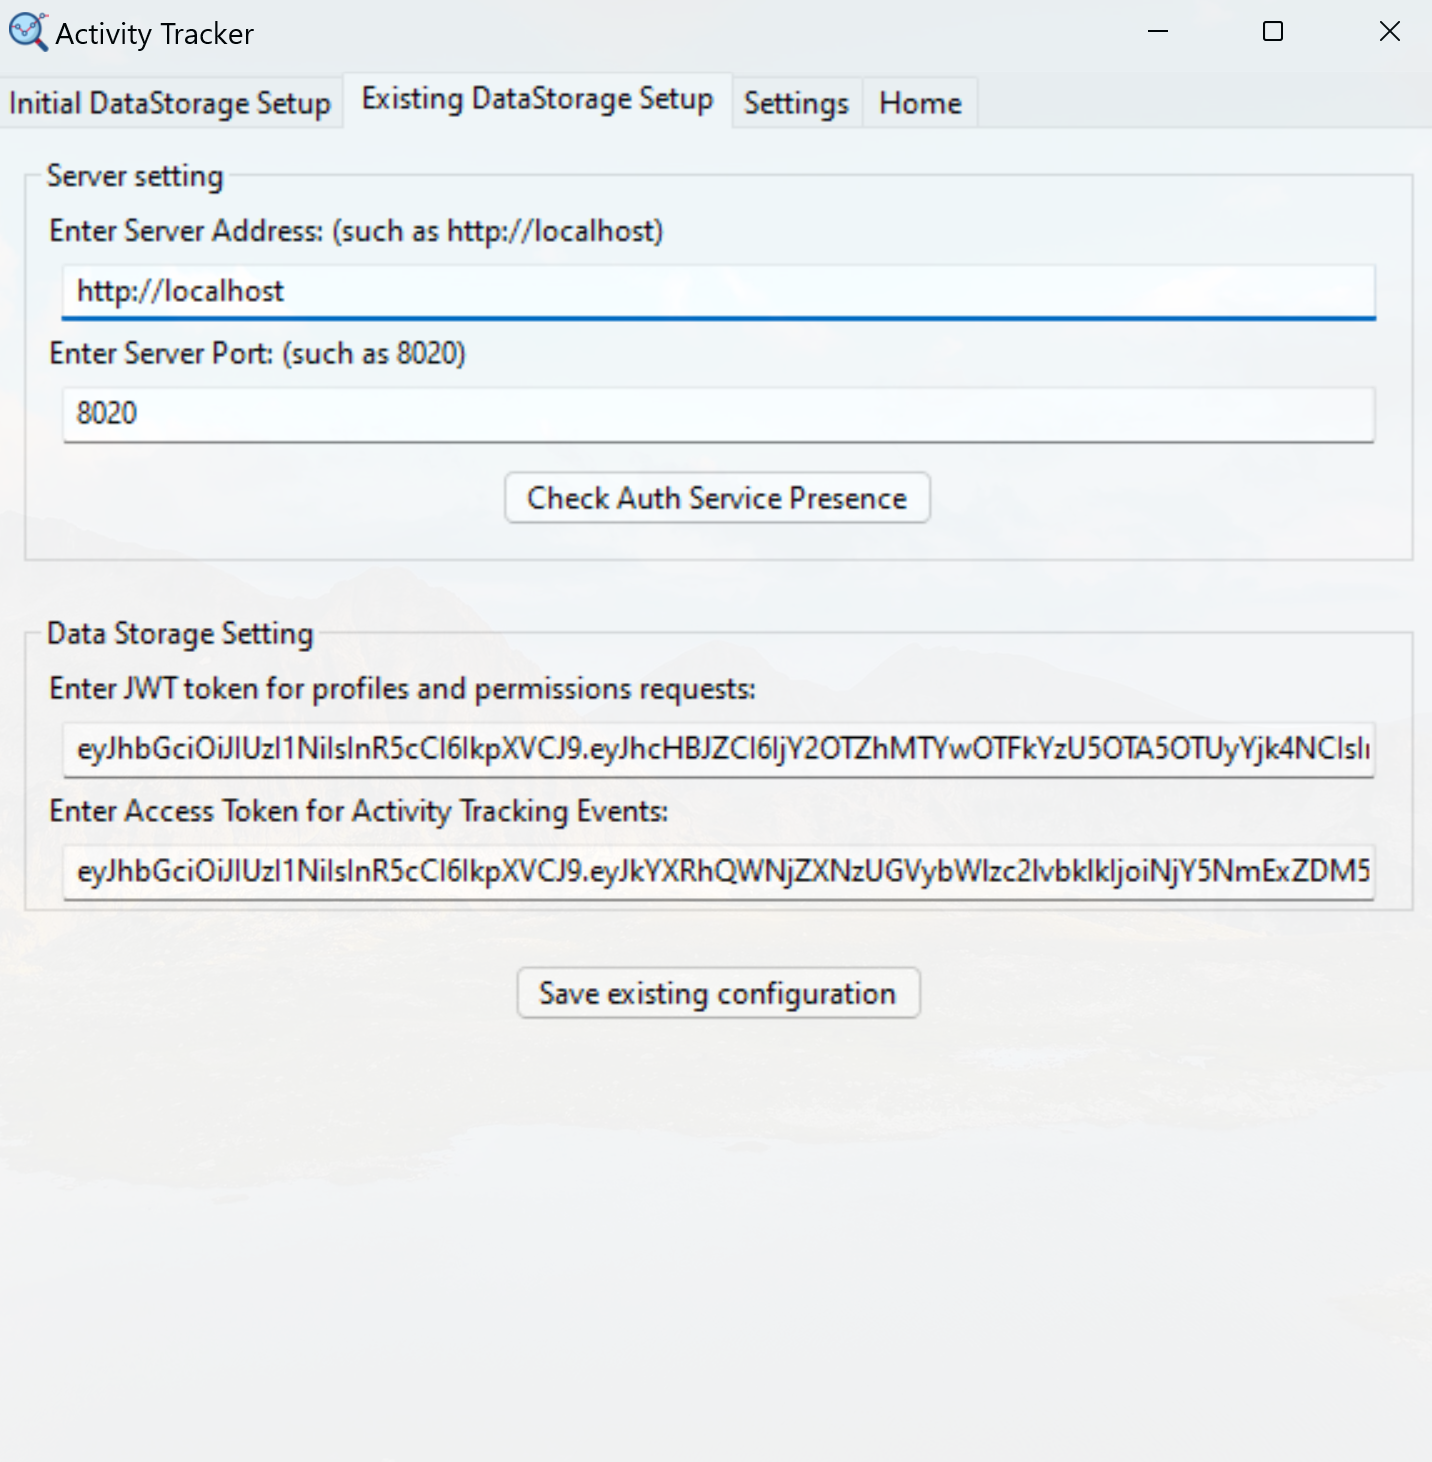 Activity Tracker
Initial DataStorage Setup Existing DataStorage Setup Settings Home
Server setting
Enter Server Address: (such as http://localhost)
http://localhost
Enter Server Port: (such as 8020)
8020
Check Auth Service Presence
Data Storage Setting
Enter JWT token for profiles and permissions requests:
eyJhbGciOiJIUzI1NiIsInR5cCI6IkpXVCJ9.eyJhcHBJZCI6IjY2OTZhMTYwOTFkYzU5OTA5OTUyYjk4NCIsIn
Enter Access Token for Activity Tracking Events:
eyJhbGciOiJIUzI1NiIsInR5cCI6IkpXVCJ9.eyJkYXRhQWNjZXNzUGVybWlzc2lvbklkIjoiNjY5NmExZDM5
Save existing configuration